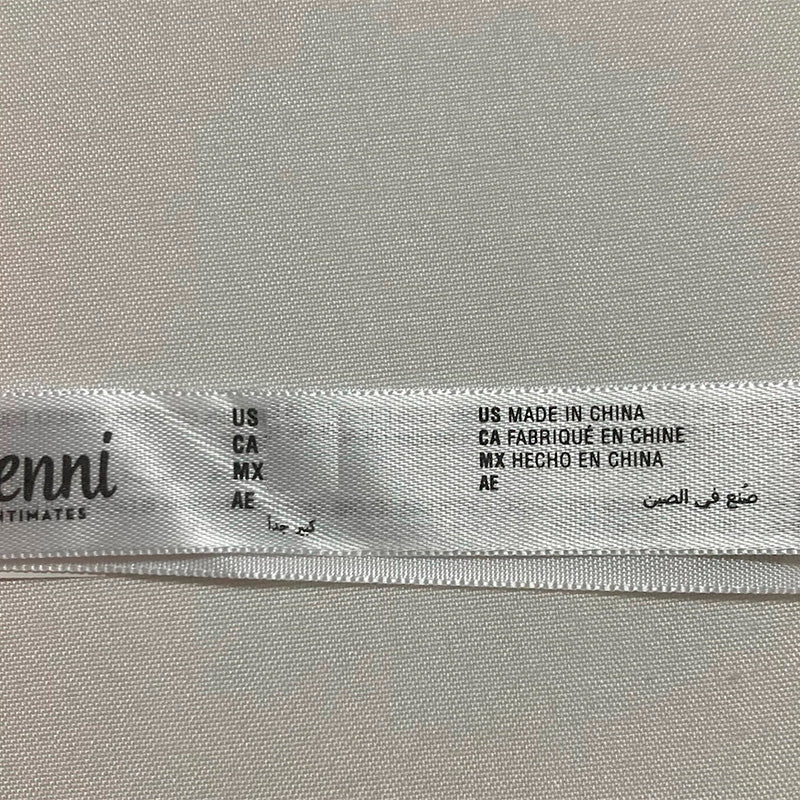 enni
NTIMATES
US
CA
MX
AE
كبير جداً
US MADE IN CHINA
CA FABRIQUÉ EN CHINE
MX HECHO EN CHINA
AE
صُنع في الصين